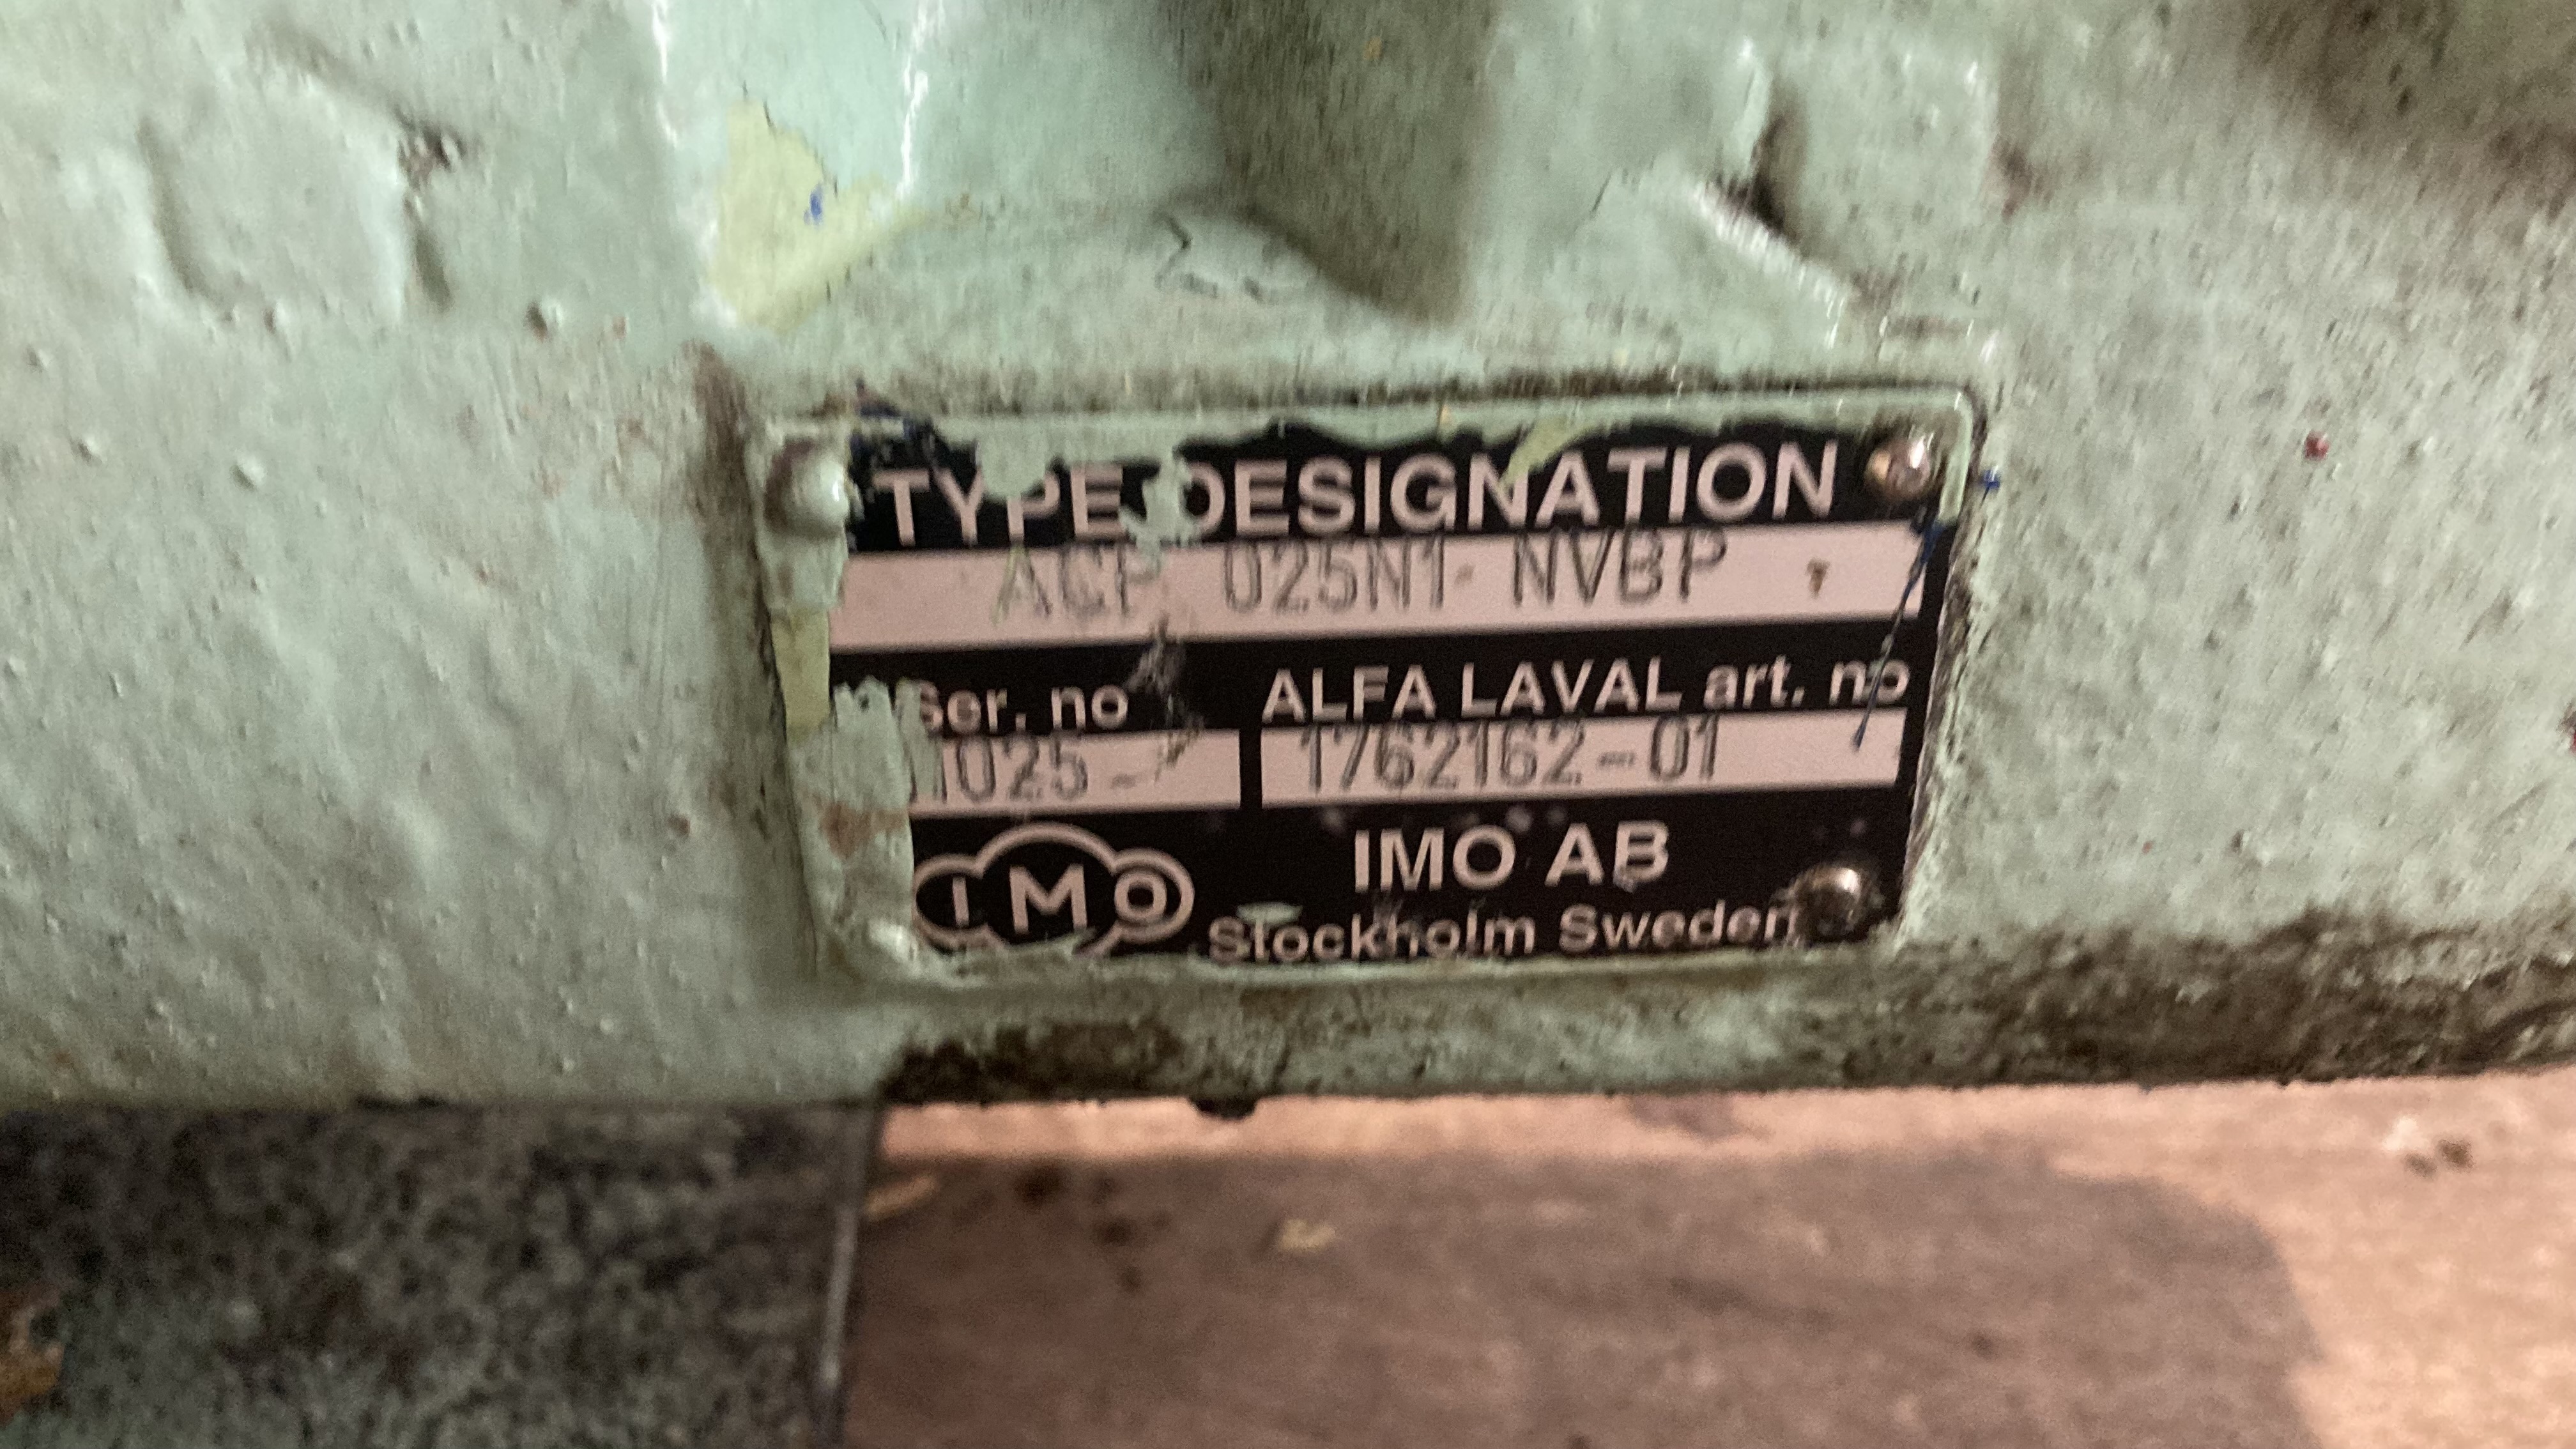 TYPE DESIGNATION
ACP 025N1 NVBP
Ser. no ALFA LAVAL art. no
1762162-01
IMO IMO AB
Stockholm Sweden